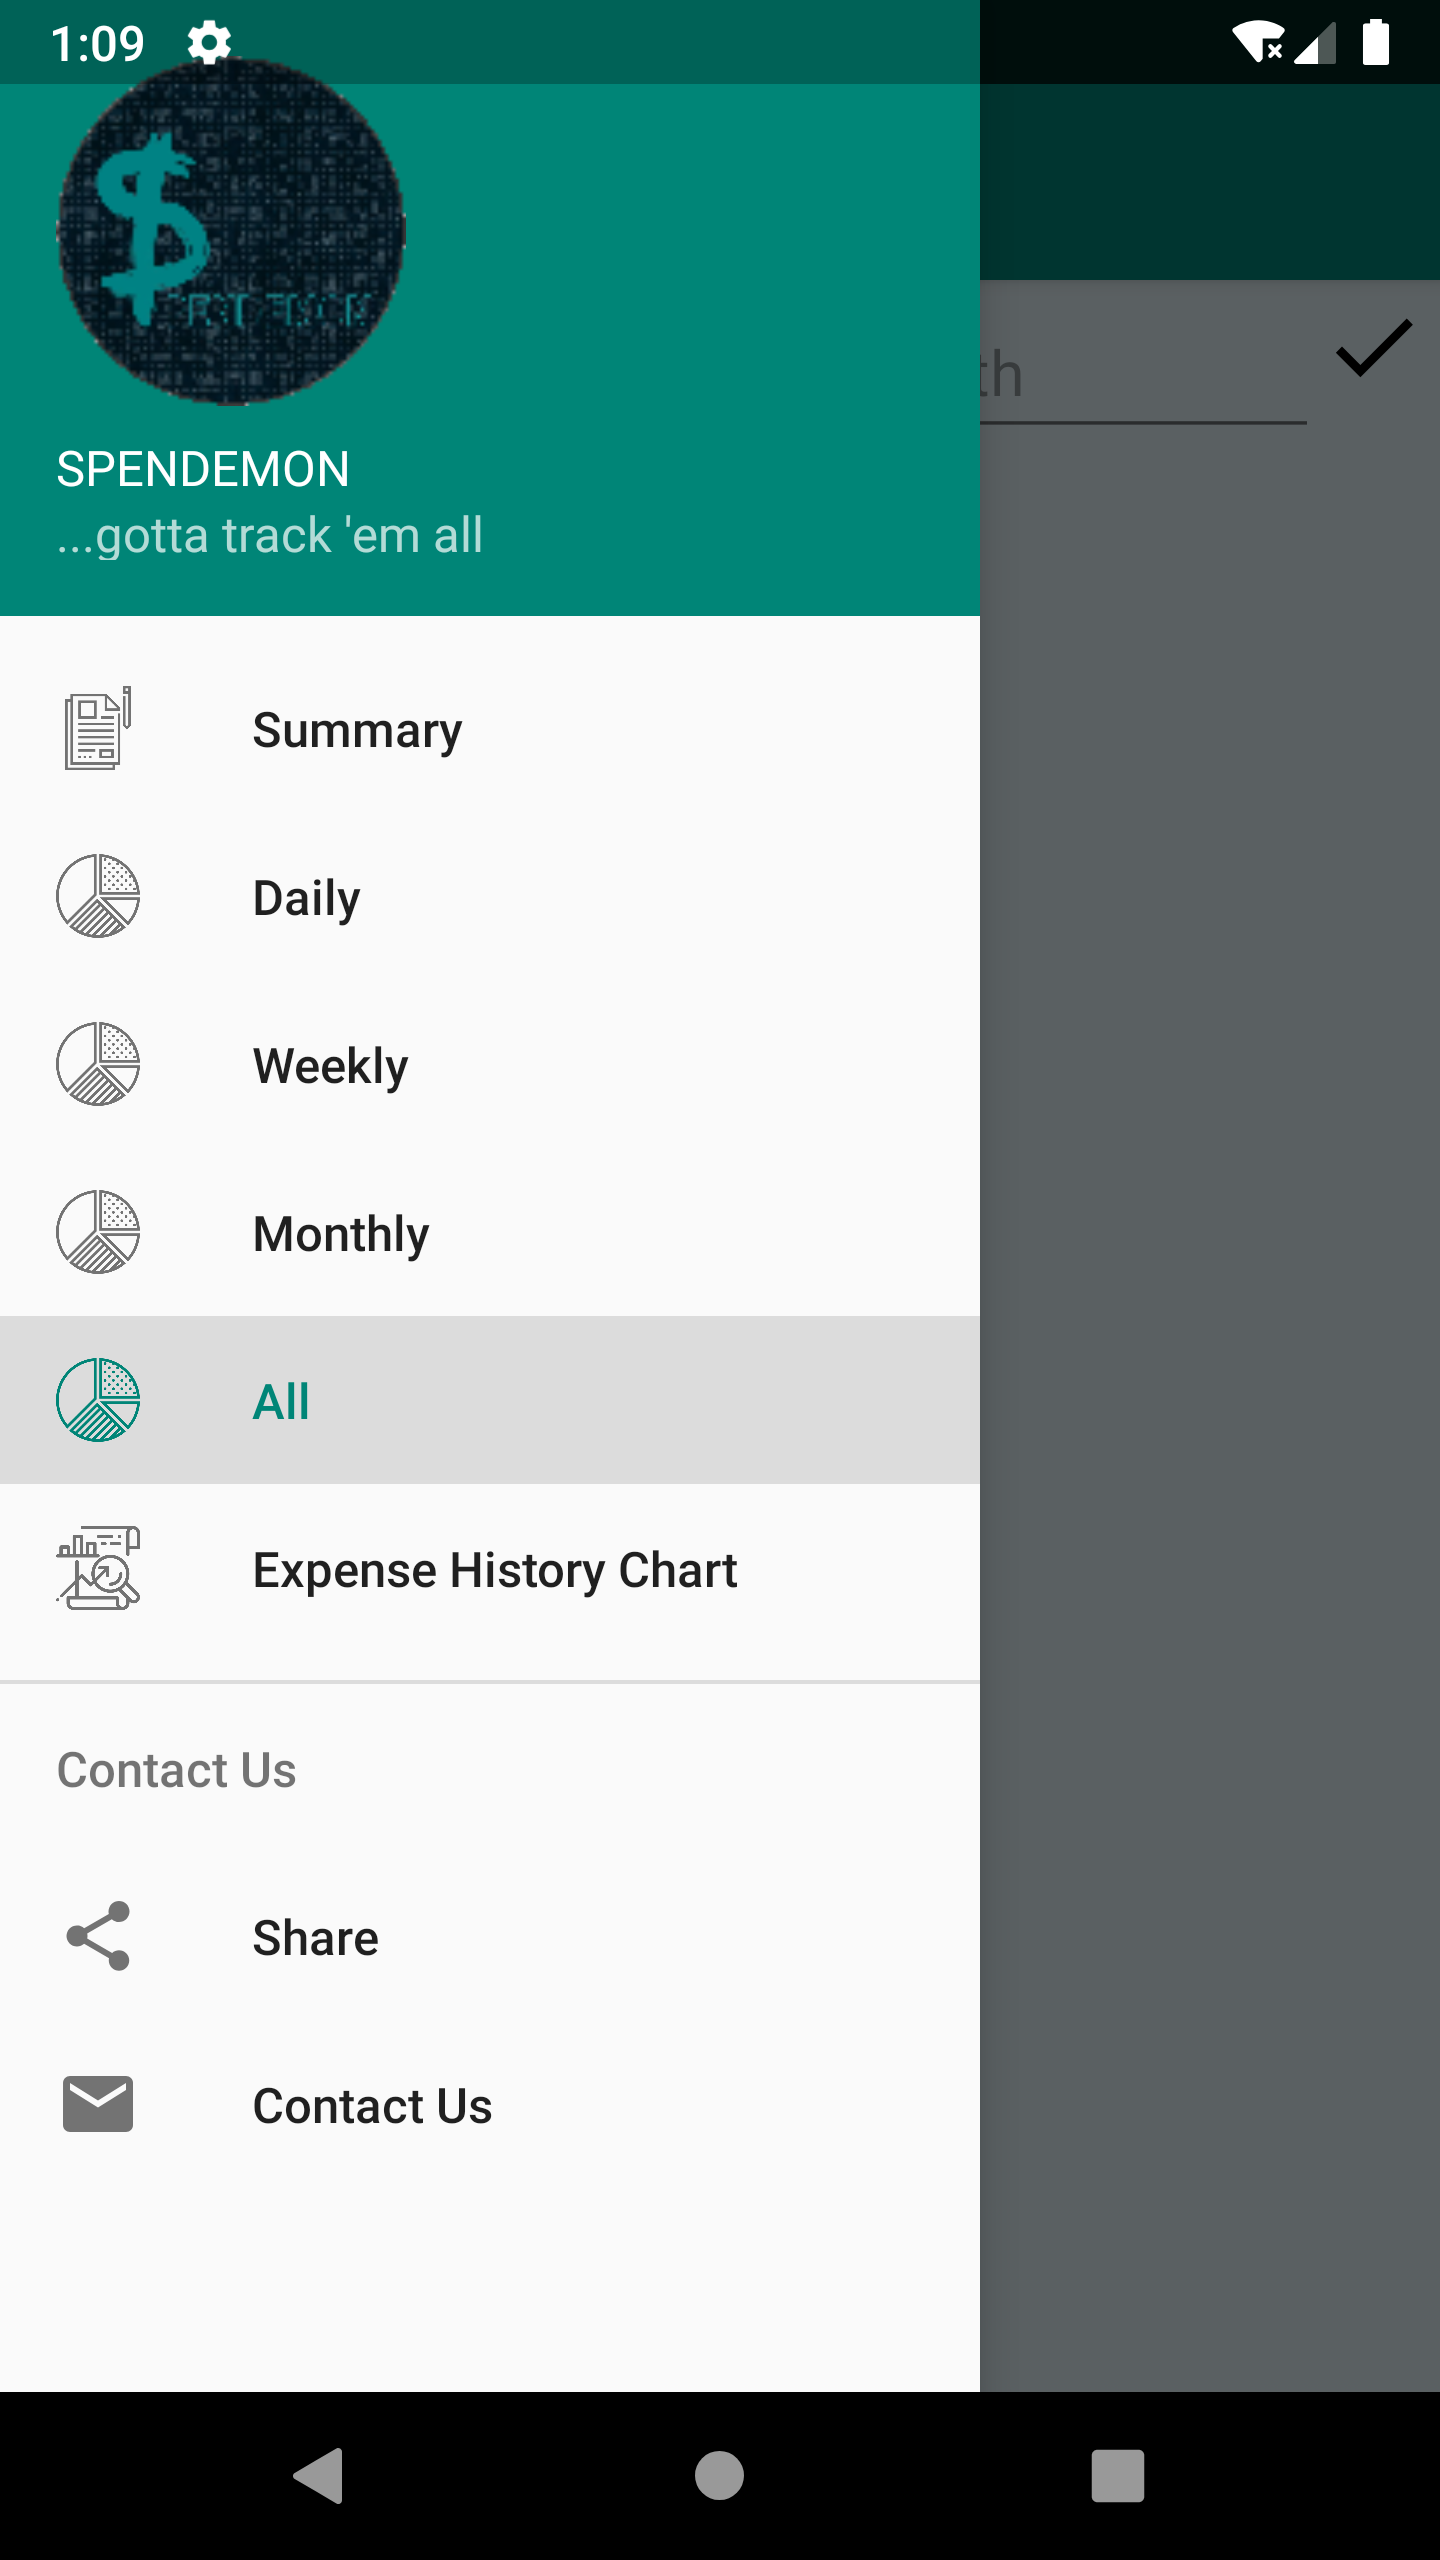 1:09
th
SPENDEMON
...gotta track 'em all
Summary
Daily
Weekly
Monthly
All
Expense History Chart
Contact Us
Share
Contact Us